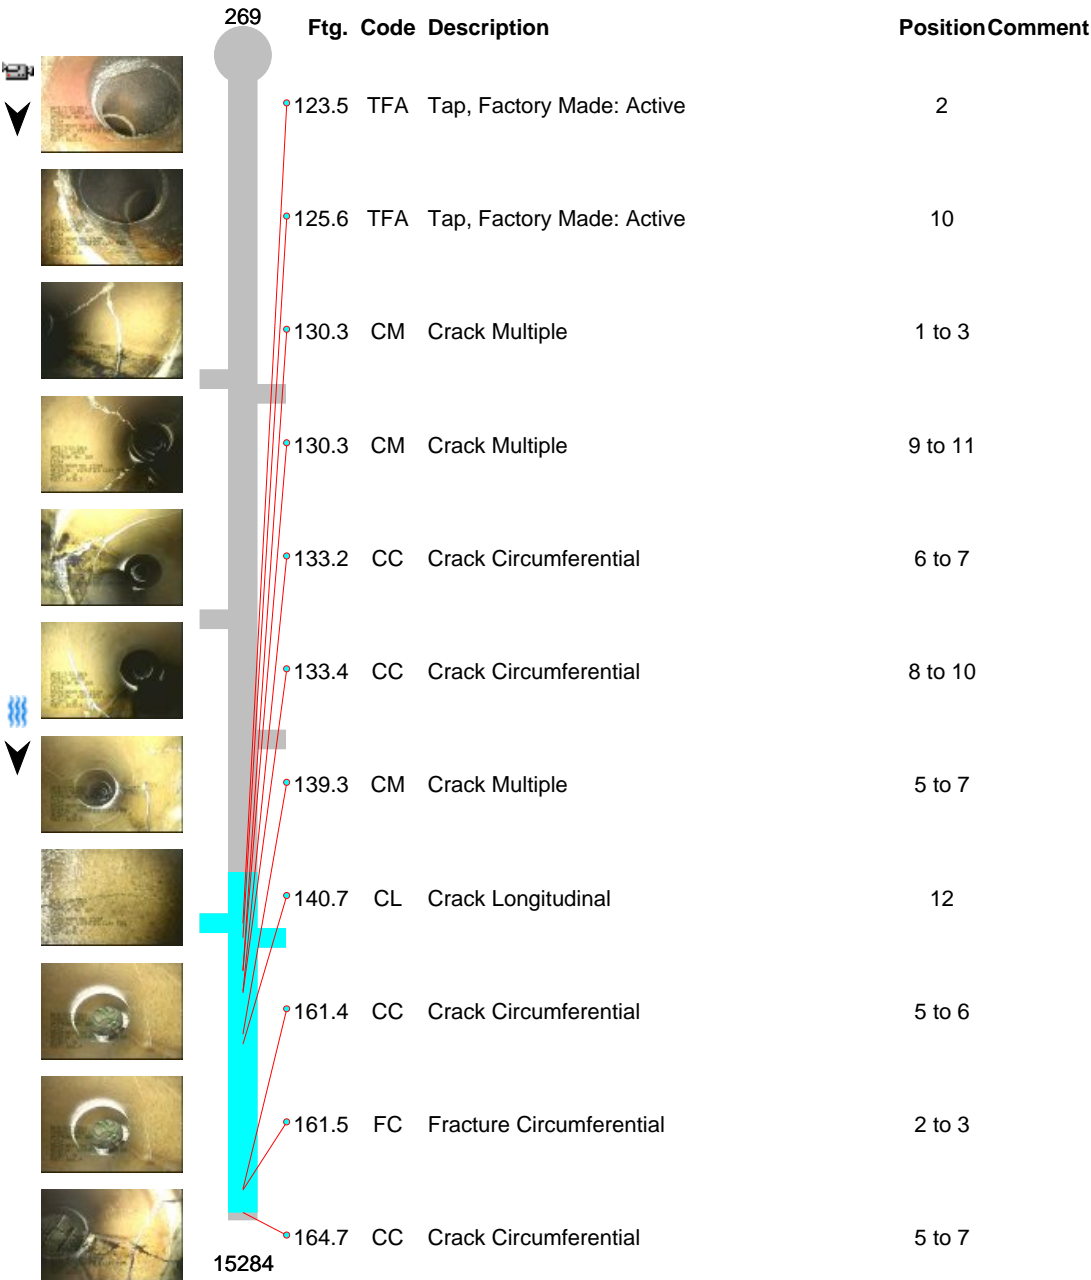 269
Ftg. Code Description Position Comment
123.5 TFA Tap, Factory Made: Active 2
125.6 TFA Tap, Factory Made: Active 10
130.3 CM Crack Multiple 1 to 3
130.3 CM Crack Multiple 9 to 11
133.2 CC Crack Circumferential 6 to 7
133.4 CC Crack Circumferential 8 to 10
139.3 CM Crack Multiple 5 to 7
140.7 CL Crack Longitudinal 12
161.4 CC Crack Circumferential 5 to 6
161.5 FC Fracture Circumferential 2 to 3
164.7 CC Crack Circumferential 5 to 7
15284